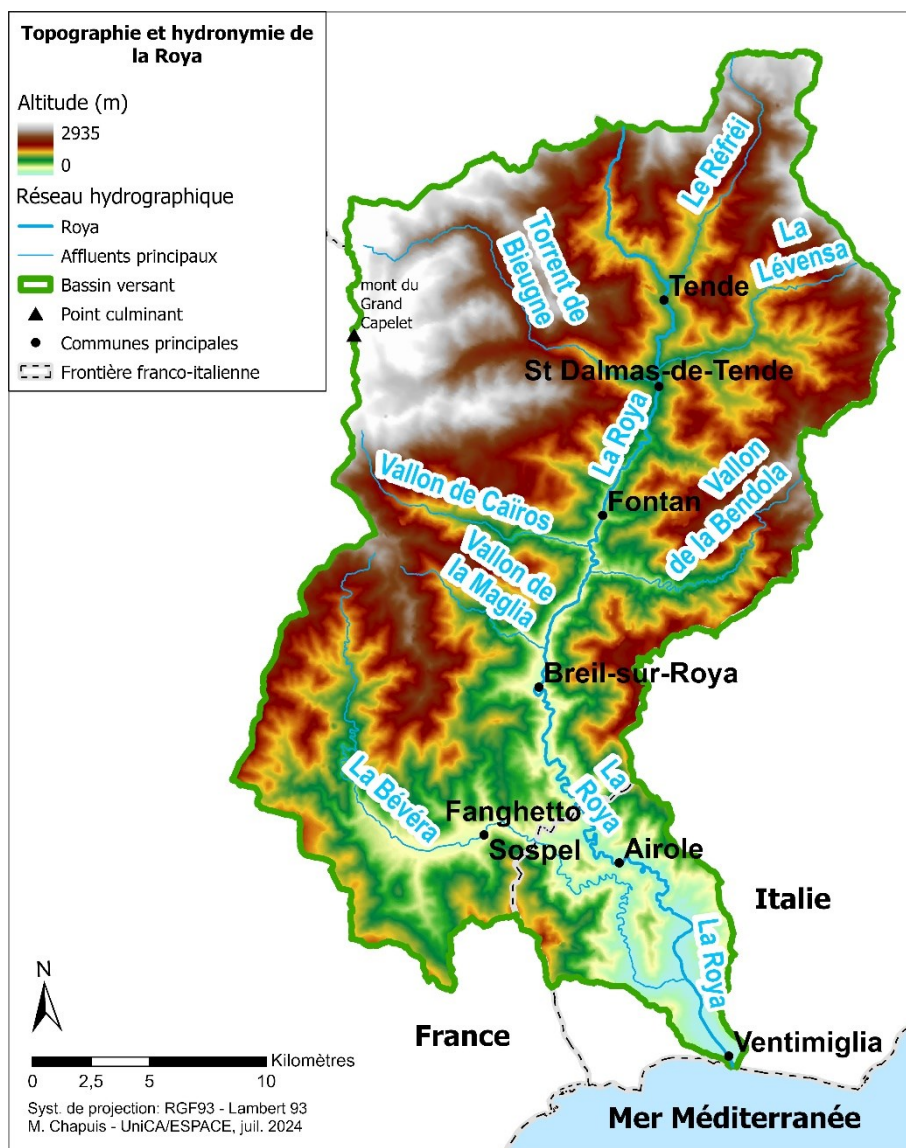 Topographie et hydronymie de
la Roya
Altitude (m)
2935
0
Réseau hydrographique
Roya
Affluents principaux
Bassin versant
Point culminant
Communes principales
Frontière franco-italienne
Le Réfréi
Torrent de
Bieugne
La
Lévensa
mont du
Grand
Capelet
Tende
St Dalmas-de-Tende
La Roya
Vallon de Caïros
Fontan
Vallon
de la Bendola
Vallon de
la Maglia
Breil-sur-Roya
La Bévéra
La
Roya
Fanghetto
Sospel
Airole
Italie
La Roya
N
France
Ventimiglia
Kilomètres
0 2,5 5 10
Syst. de projection: RGF93 - Lambert 93
M. Chapuis - UniCA/ESPACE, juil. 2024
Mer Méditerranée